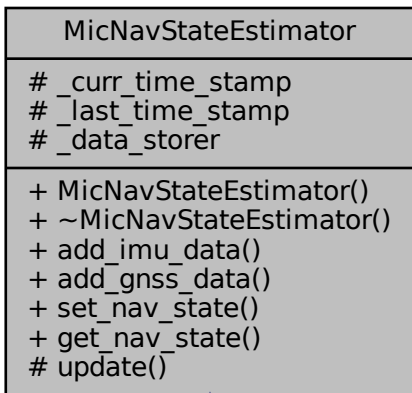 MicNavStateEstimator
# _curr_time_stamp
# _last_time_stamp
# _data_storer
+ MicNavStateEstimator()
+ ~MicNavStateEstimator()
+ add_imu_data()
+ add_gnss_data()
+ set_nav_state()
+ get_nav_state()
# update()